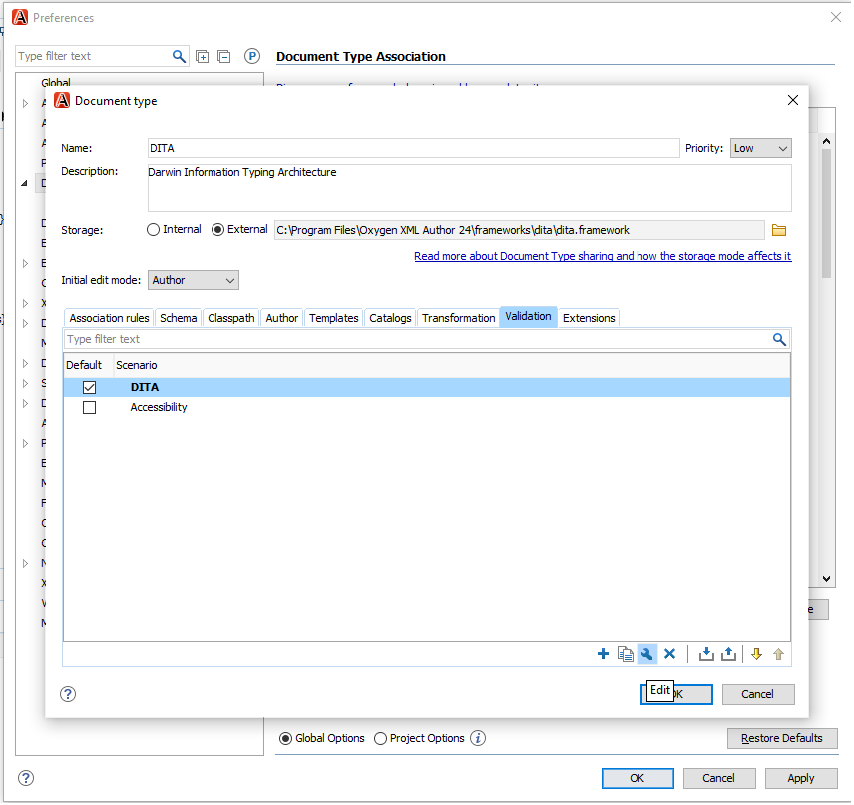 Preferences
Type filter text
P
Document Type Association
Global
Document type
Name:
DITA
Priority:
Low
Description:
Darwin Information Typing Architecture
Storage:
Internal
External
C:\Program Files\Oxygen XML Author 24\frameworks\dita\dita.framework
Read more about Document Type sharing and how the storage mode affects it
Initial edit mode:
Author
Association rules
Schema
Classpath
Author
Templates
Catalogs
Transformation
Validation
Extensions
Type filter text
Default
Scenario
DITA
Accessibility
Edit
Cancel
Global Options
Project Options
Restore Defaults
OK
Cancel
Apply